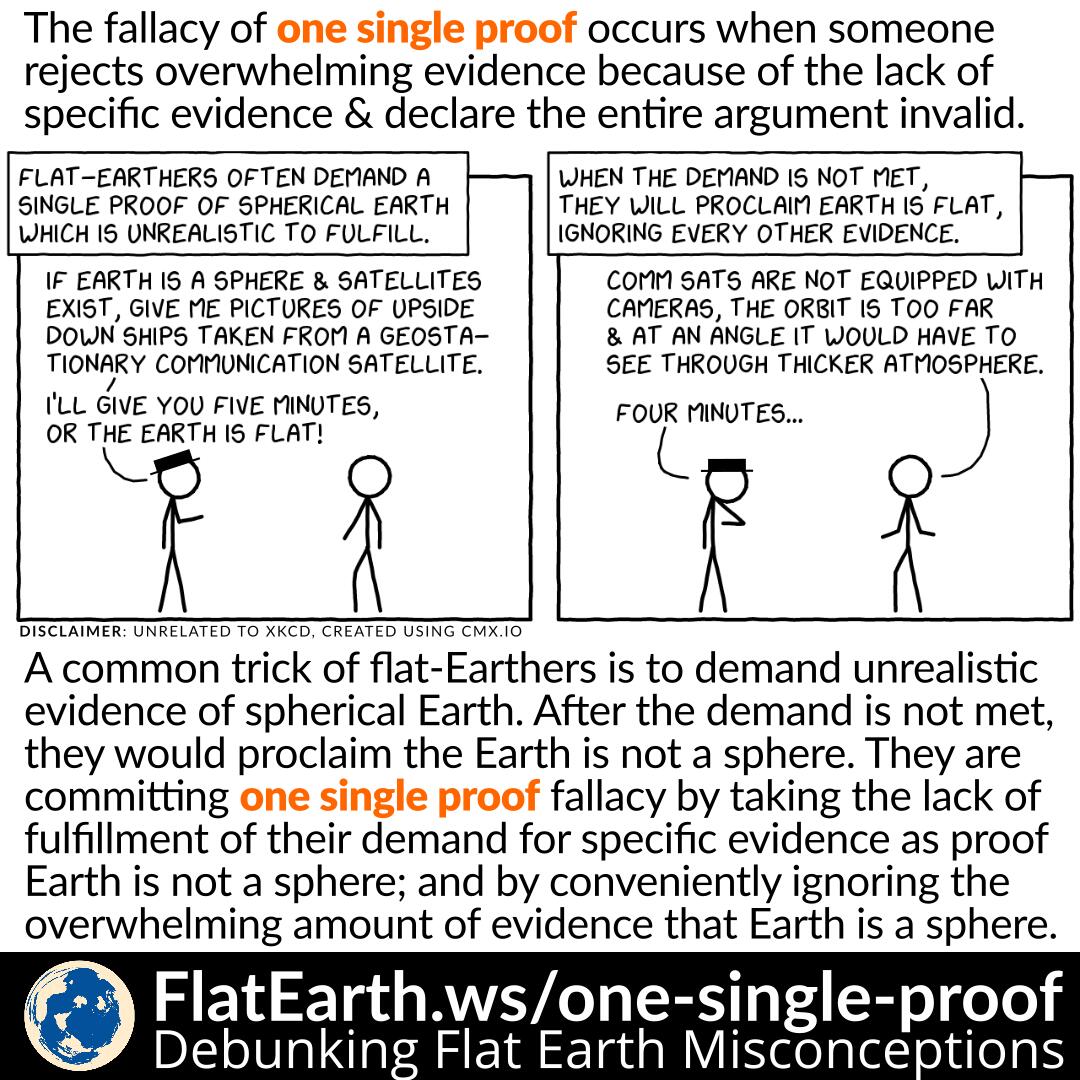 The fallacy of one single proof occurs when someone
rejects overwhelming evidence because of the lack of
specific evidence & declare the entire argument invalid.
FLAT-EARTHERS OFTEN DEMAND A
SINGLE PROOF OF SPHERICAL EARTH
WHICH IS UNREALISTIC TO FULFILL.
IF EARTH IS A SPHERE & SATELLITES
EXIST, GIVE ME PICTURES OF UPSIDE
DOWN SHIPS TAKEN FROM A GEOSTA-
TIONARY COMMUNICATION SATELLITE.
I'LL GIVE YOU FIVE MINUTES,
OR THE EARTH IS FLAT!
WHEN THE DEMAND IS NOT MET,
THEY WILL PROCLAIM EARTH IS FLAT,
IGNORING EVERY OTHER EVIDENCE.
COMM SATS ARE NOT EQUIPPED WITH
CAMERAS, THE ORBIT IS TOO FAR
& AT AN ANGLE IT WOULD HAVE TO
SEE THROUGH THICKER ATMOSPHERE.
FOUR MINUTES...
DISCLAIMER: UNRELATED TO XKCD, CREATED USING CMX.IO
A common trick of flat-Earthers is to demand unrealistic
evidence of spherical Earth. After the demand is not met,
they would proclaim the Earth is not a sphere. They are
committing one single proof fallacy by taking the lack of
fulfillment of their demand for specific evidence as proof
Earth is not a sphere; and by conveniently ignoring the
overwhelming amount of evidence that Earth is a sphere.
FlatEarth.ws/one-single-proof
Debunking Flat Earth Misconceptions